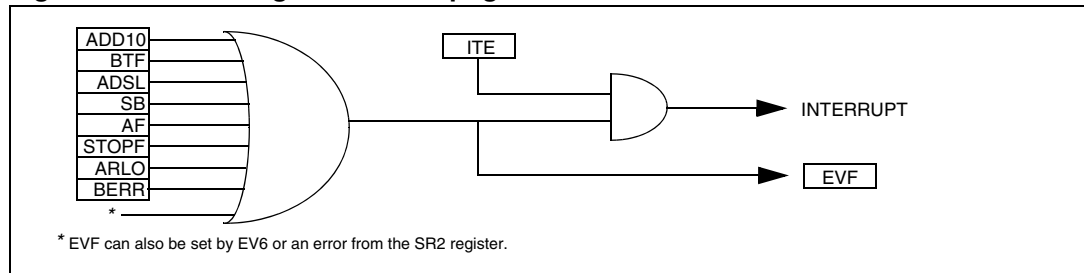 ADD10
BTF
ADSL
SB
AF
STOPF
ARLO
BERR
*
ITE
INTERRUPT
EVF
* EVF can also be set by EV6 or an error from the SR2 register.